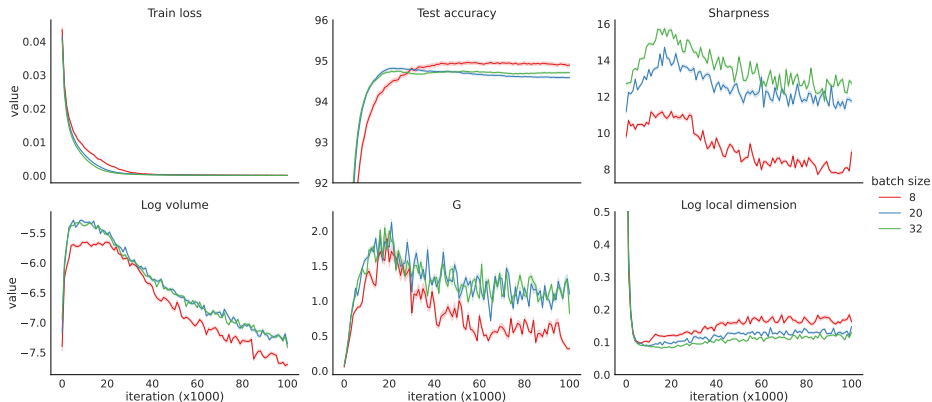 Train loss
Test accuracy
Sharpness
value
0.04
0.03
0.02
0.01
0.00
96
95
94
93
92
16
14
12
10
8
batch size
8
20
32
Log volume
G
Log local dimension
value
−5.5
−6.0
−6.5
−7.0
−7.5
0 20 40 60 80 100
iteration (x1000)
2.0
1.5
1.0
0.5
0.0
0 20 40 60 80 100
iteration (x1000)
0.5
0.4
0.3
0.2
0.1
0.0
0 20 40 60 80 100
iteration (x1000)